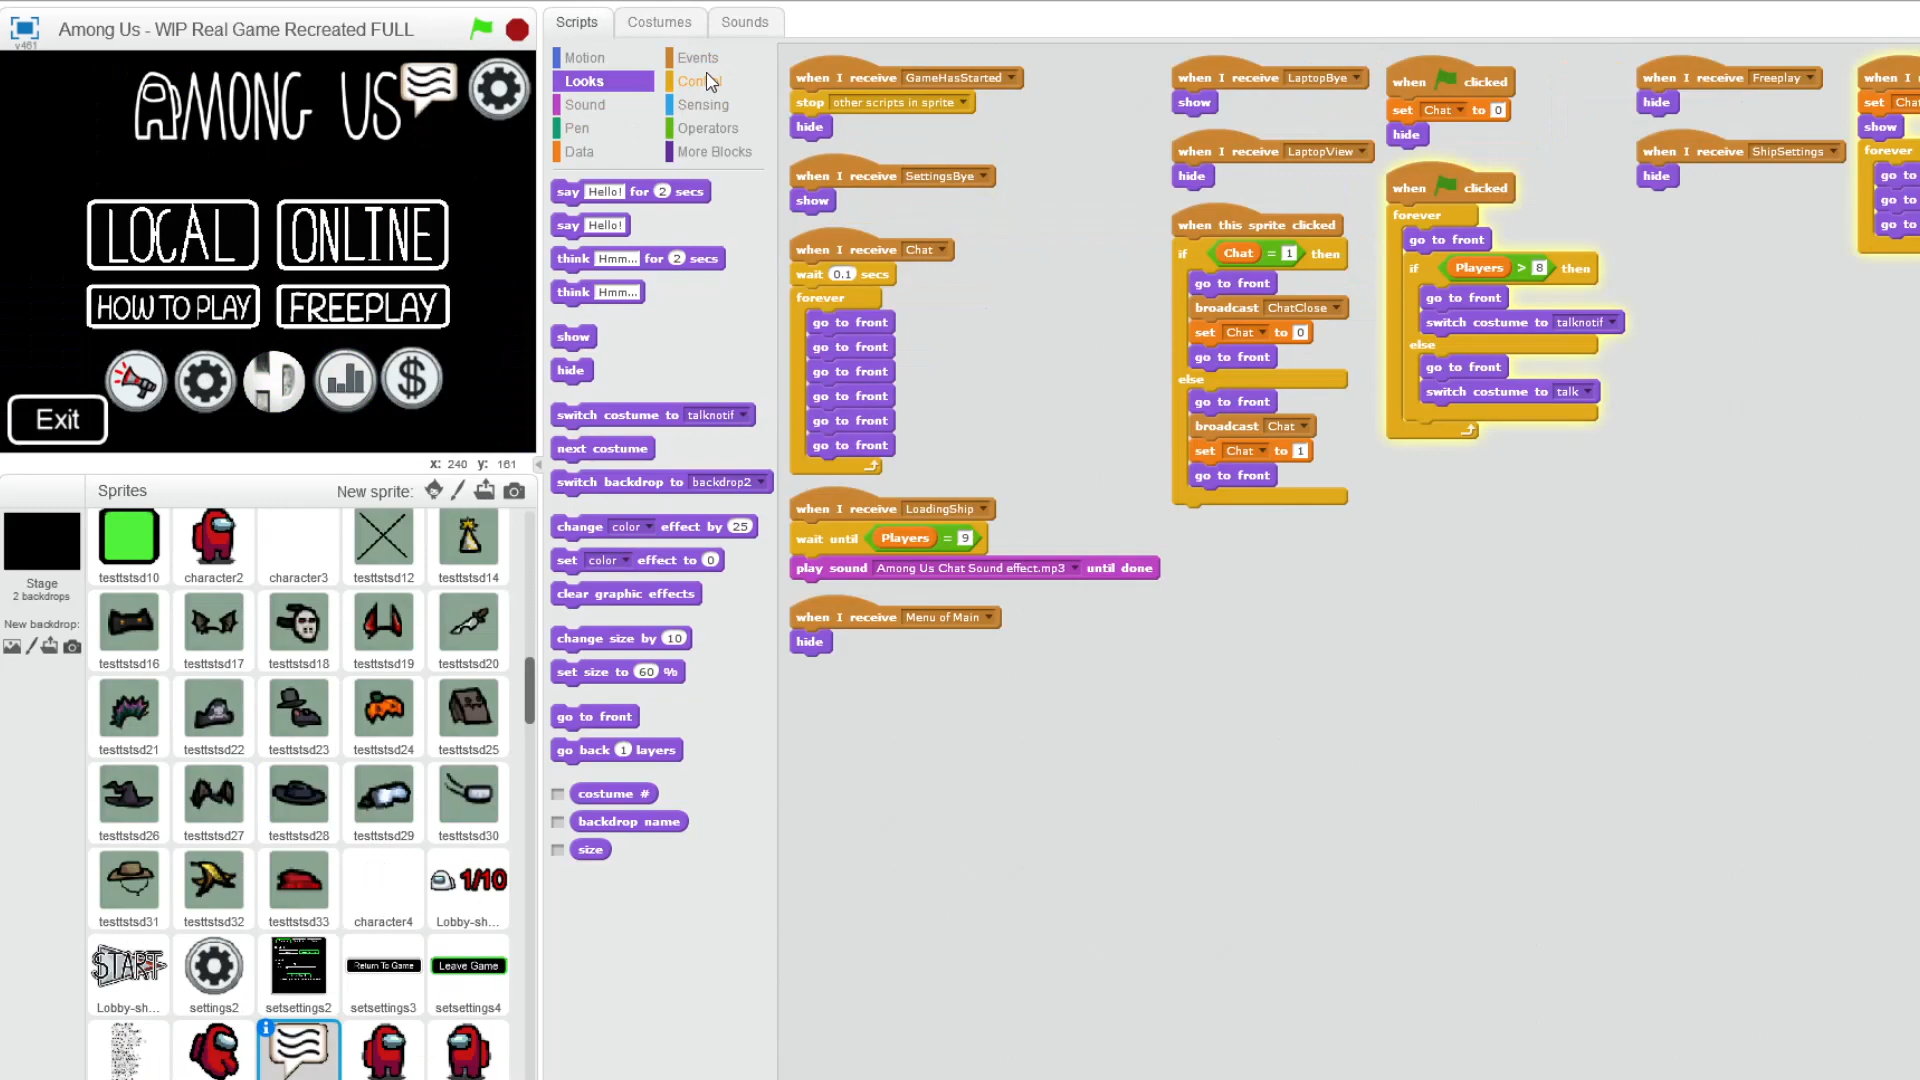 Among Us - WIP Real Game Recreated FULL
v461
AMONG US
LOCAL
ONLINE
HOW TO PLAY
FREEPLAY
Exit
x: 240 y: 161
Sprites
New sprite:
Stage
2 backdrops
New backdrop:
testtstsd10
character2
character3
testtstsd12
testtstsd14
testtstsd16
testtstsd17
testtstsd18
testtstsd19
testtstsd20
testtstsd21
testtstsd22
testtstsd23
testtstsd24
testtstsd25
testtstsd26
testtstsd27
testtstsd28
testtstsd29
testtstsd30
1/10
testtstsd31
testtstsd32
testtstsd33
character4
Lobby-sh...
START
Return To Game
Leave Game
Lobby-sh...
settings2
setsettings2
setsettings3
setsettings4
Scripts
Costumes
Sounds
Motion
Looks
Sound
Pen
Data
Events
Control
Sensing
Operators
More Blocks
say Hello! for 2 secs
say Hello!
think Hmm... for 2 secs
think Hmm...
show
hide
switch costume to talknotif
next costume
switch backdrop to backdrop2
change color effect by 25
set color effect to 0
clear graphic effects
change size by 10
set size to 60 %
go to front
go back 1 layers
costume #
backdrop name
size
when I receive GameHasStarted
stop other scripts in sprite
hide
when I receive SettingsBye
show
when I receive Chat
wait 0.1 secs
forever
go to front
go to front
go to front
go to front
go to front
go to front
when I receive LoadingShip
wait until Players = 9
play sound Among Us Chat Sound effect.mp3 until done
when I receive Menu of Main
hide
when I receive LaptopBye
show
when I receive LaptopView
hide
when this sprite clicked
if Chat = 1 then
go to front
broadcast ChatClose
set Chat to 0
go to front
else
go to front
broadcast Chat
set Chat to 1
go to front
when clicked
set Chat to 0
hide
when clicked
forever
go to front
if Players > 8 then
go to front
switch costume to talknotif
else
go to front
switch costume to talk
when I receive Freeplay
hide
when I receive ShipSettings
hide
when I
set
show
forever
go to
go to
go to